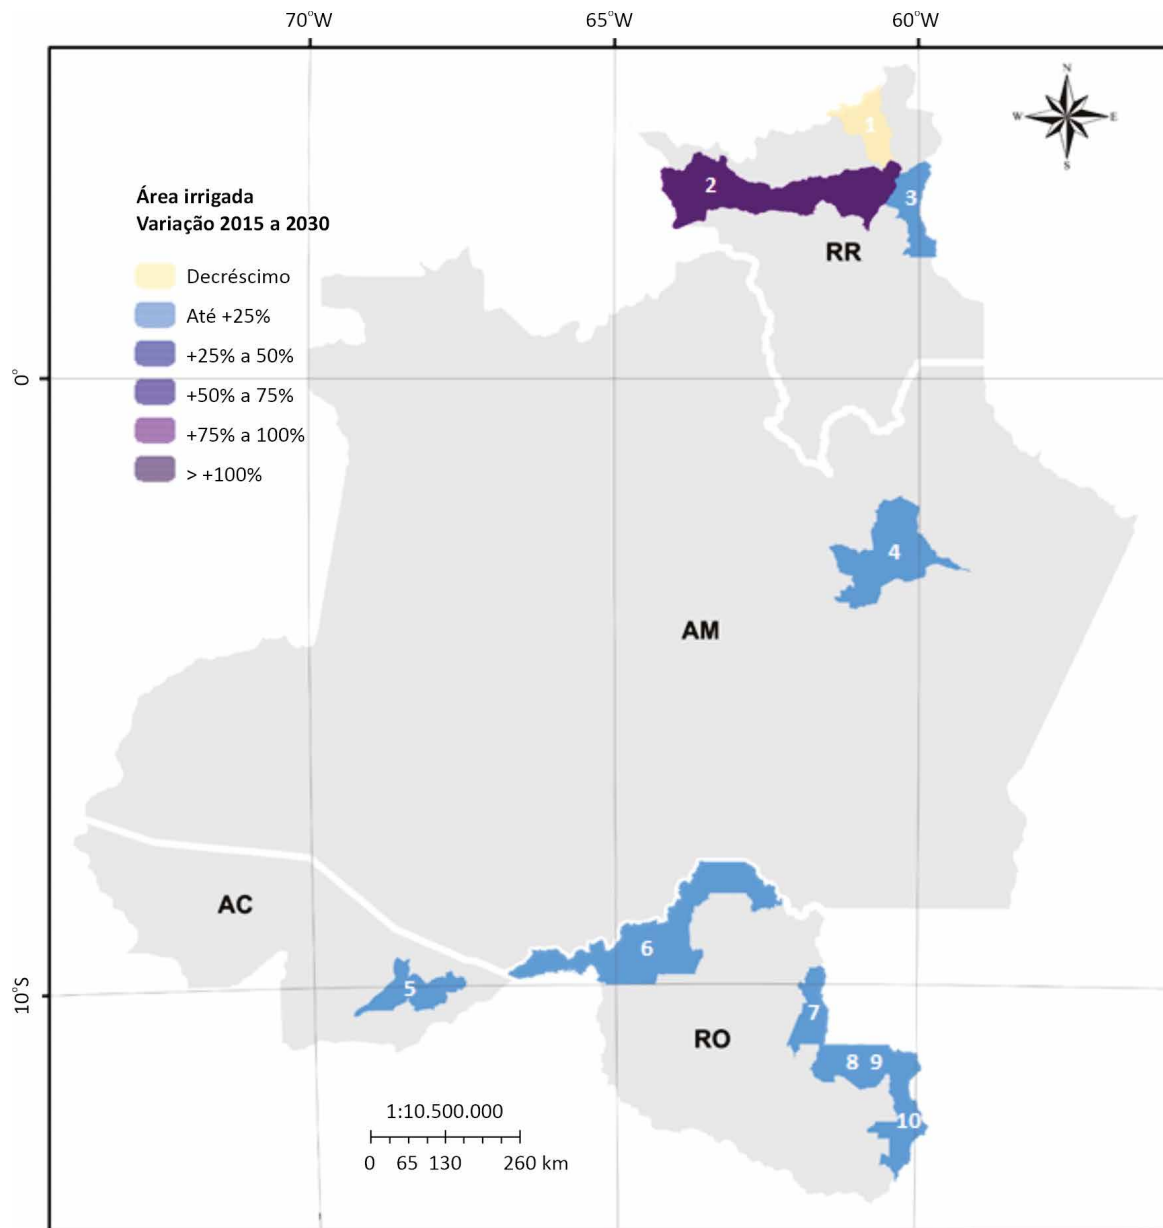 70°W 65°W 60°W
N
W E
S
1
2
3
Área irrigada
Variação 2015 a 2030
RR
Decréscimo
Até +25%
+25% a 50%
0°
+50% a 75%
+75% a 100%
> +100%
4
AM
AC
6
5
10°S
7
RO
8 9
1:10.500.000
10
0 65 130 260 km